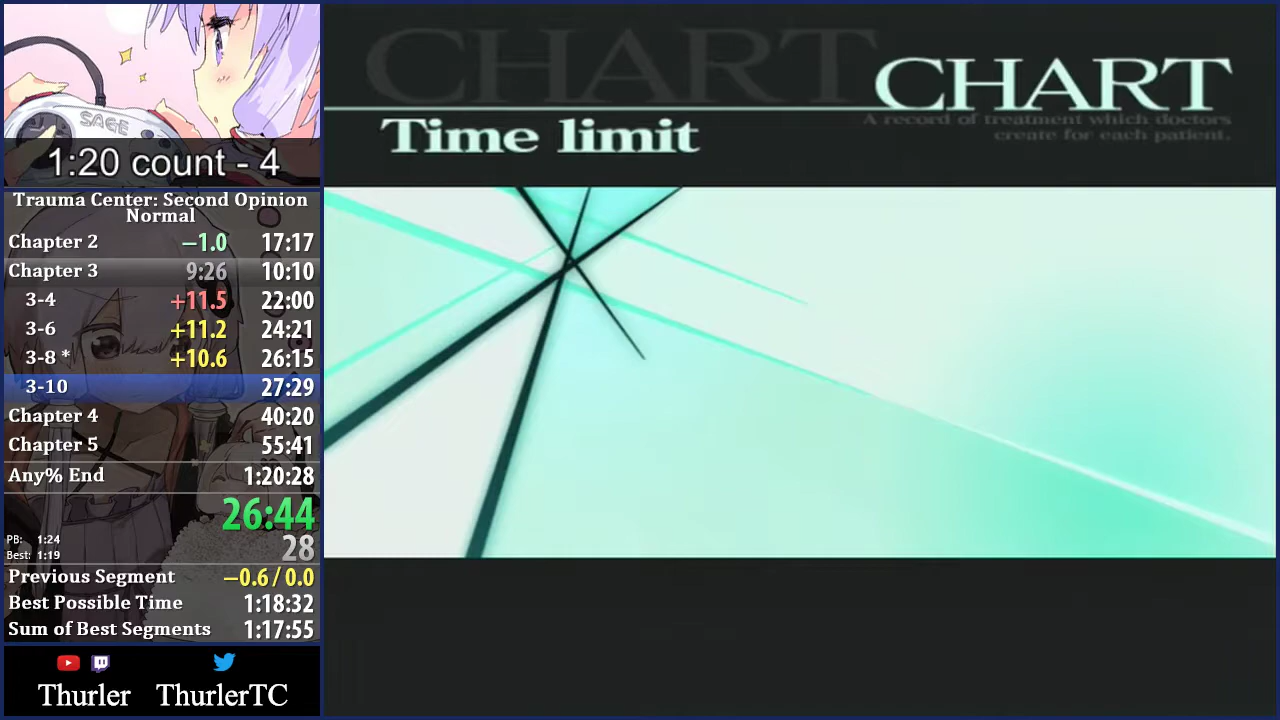 SAGE
1:20 count - 4
Trauma Center: Second Opinion
Normal
Chapter 2 −1.0 17:17
Chapter 3 9:26 10:10
3-4 +11.5 22:00
3-6 +11.2 24:21
3-8 * +10.6 26:15
3-10 27:29
Chapter 4 40:20
Chapter 5 55:41
Any% End 1:20:28
26:44
PB: 1:24
Best: 1:19
28
Previous Segment −0.6 / 0.0
Best Possible Time 1:18:32
Sum of Best Segments 1:17:55
Thurler ThurlerTC
CHART
CHART
A record of treatment which doctors
create for each patient.
Time limit